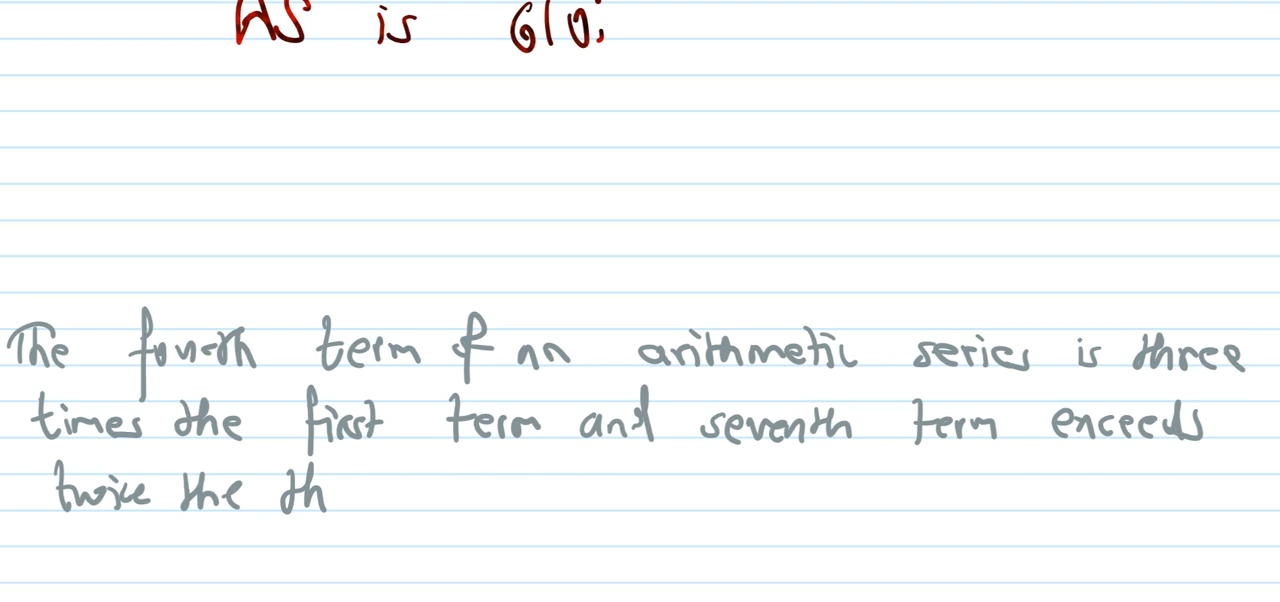 AS is 610.
The fourth term of an arithmetic series is three
times the first term and seventh term exceeds
twice the th